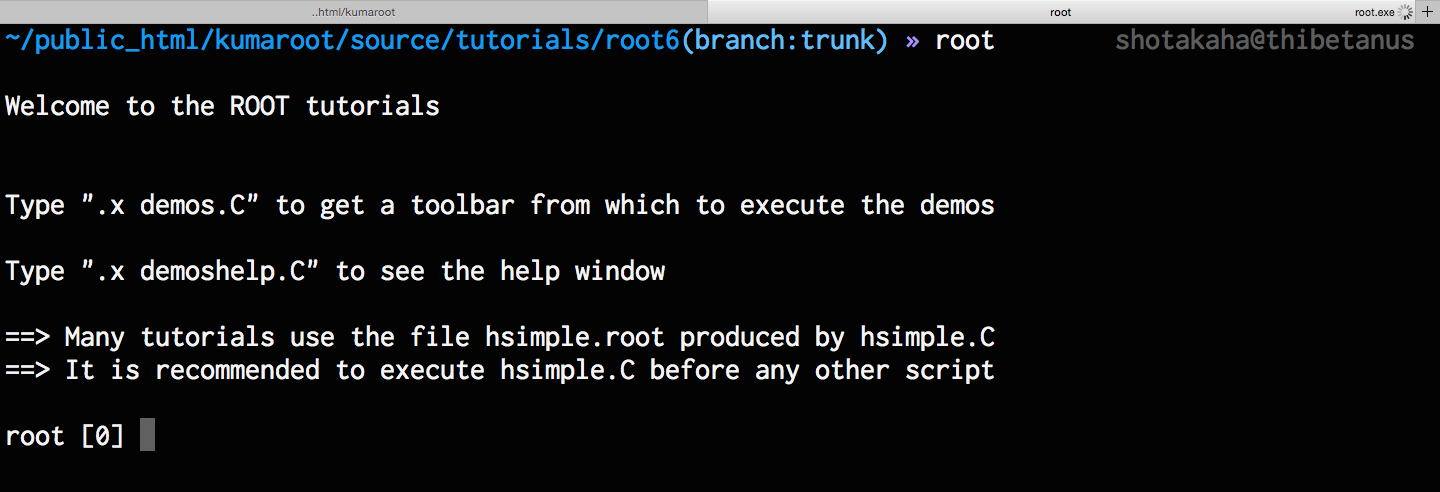 ..html/kumaroot root root.exe +
~/public_html/kumaroot/source/tutorials/root6(branch:trunk) » root shotakaha@thibetanus
Welcome to the ROOT tutorials
Type ".x demos.C" to get a toolbar from which to execute the demos
Type ".x demoshelp.C" to see the help window
==> Many tutorials use the file hsimple.root produced by hsimple.C
==> It is recommended to execute hsimple.C before any other script
root [0]